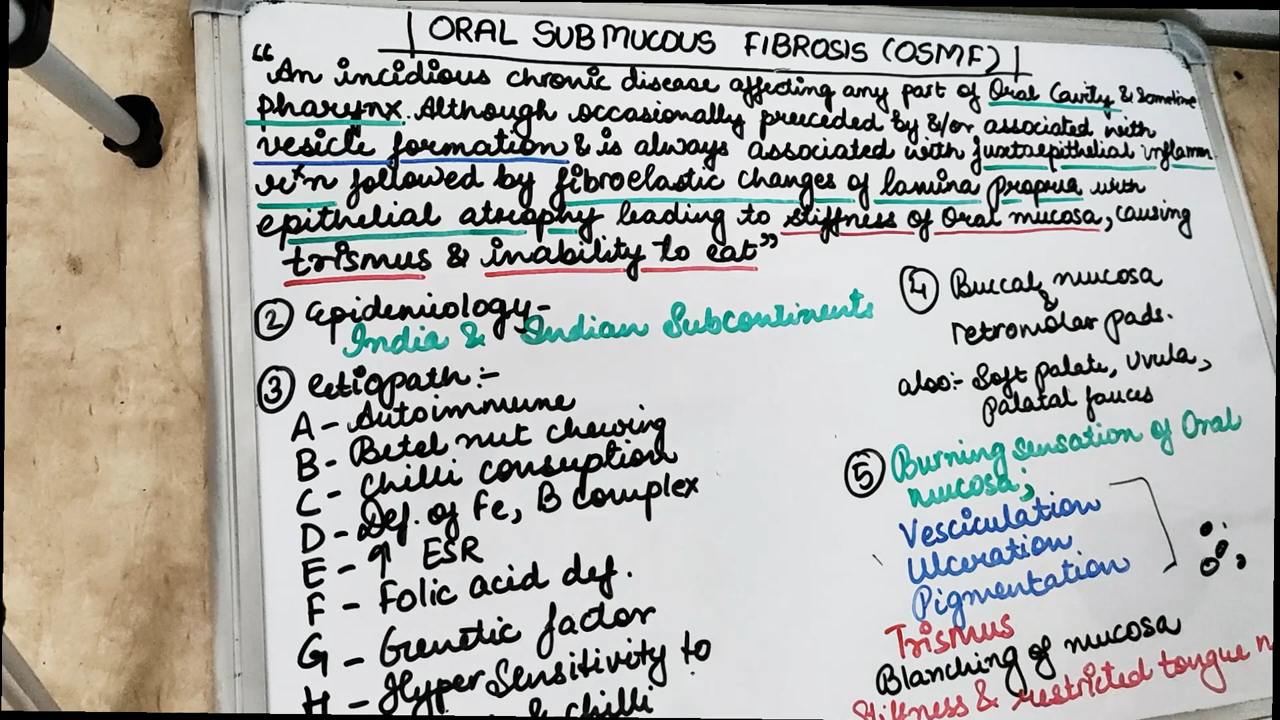 ORAL SUBMUCOUS FIBROSIS (OSMF)
"An incidious chronic disease affecting any part of Oral Cavity & Sometime
pharynx. Although occasionally preceded by &/or associated with
vesicle formation & is always associated with Juxtaepithelial inflamm
rxn followed by fibroelastic changes of lamina propria with
epithelial atrophy leading to stiffness of Oral mucosa, causing
trismus & inability to eat"
② Epidemiology-
India & Indian Subcontinents
③ Etiopath:-
A - Autoimmune
B - Betel nut chewing
C - Chilli consuption
D - Def. of Fe, B complex
E - ↑ ESR
F - Folic acid def.
G - Genetic factor
H - Hyper Sensitivity to
& chilli
④ Buccal mucosa
&
retromolar pads.
also:- Soft palate, uvula,
palatal fauces
⑤ Burning sensation of Oral
mucosa;
Vesciculation
Ulceration
Pigmentation
Trismus
Blanching of mucosa
Stiffness & restricted tongue